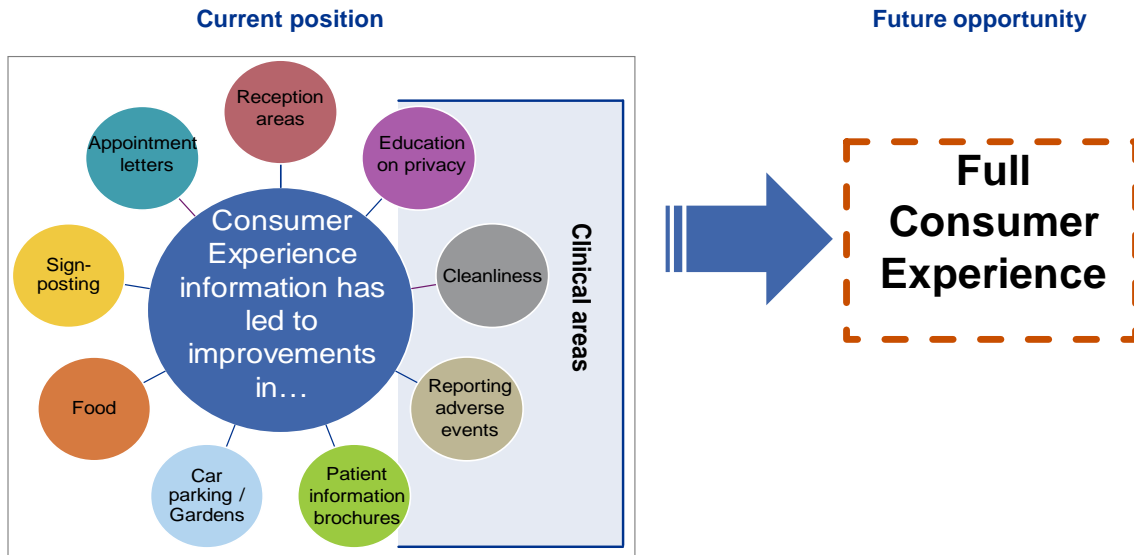 Current position
Future opportunity
Reception
areas
Appointment
letters
Education
on privacy
Sign-
posting
Consumer
Experience
information has
led to
improvements
in…
Cleanliness
Clinical areas
Food
Reporting
adverse
events
Car
parking /
Gardens
Patient
information
brochures
Full
Consumer
Experience